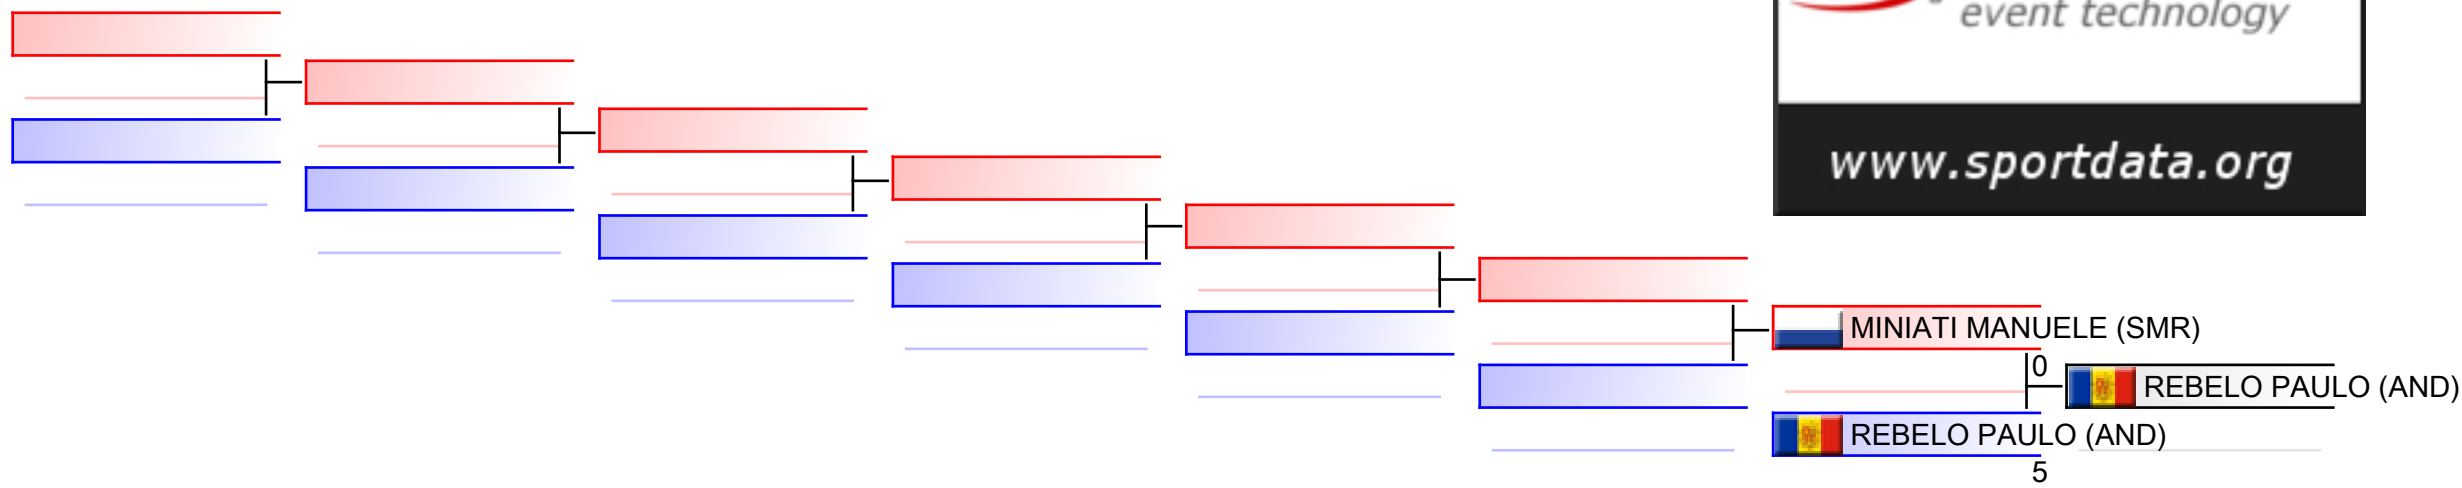 event technology
www.sportdata.org
MINIATI MANUELE (SMR)
0
REBELO PAULO (AND)
REBELO PAULO (AND)
5